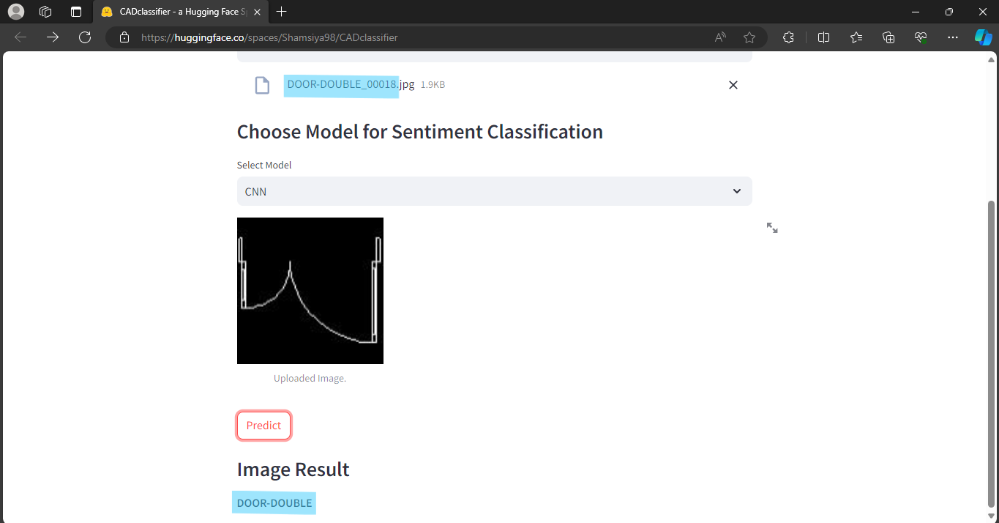 CADclassifier - a Hugging Face S
https://huggingface.co/spaces/Shamsiya98/CADclassifier
DOOR-DOUBLE_00018.jpg 1.9KB
Choose Model for Sentiment Classification
Select Model
CNN
Uploaded Image.
Predict
Image Result
DOOR-DOUBLE